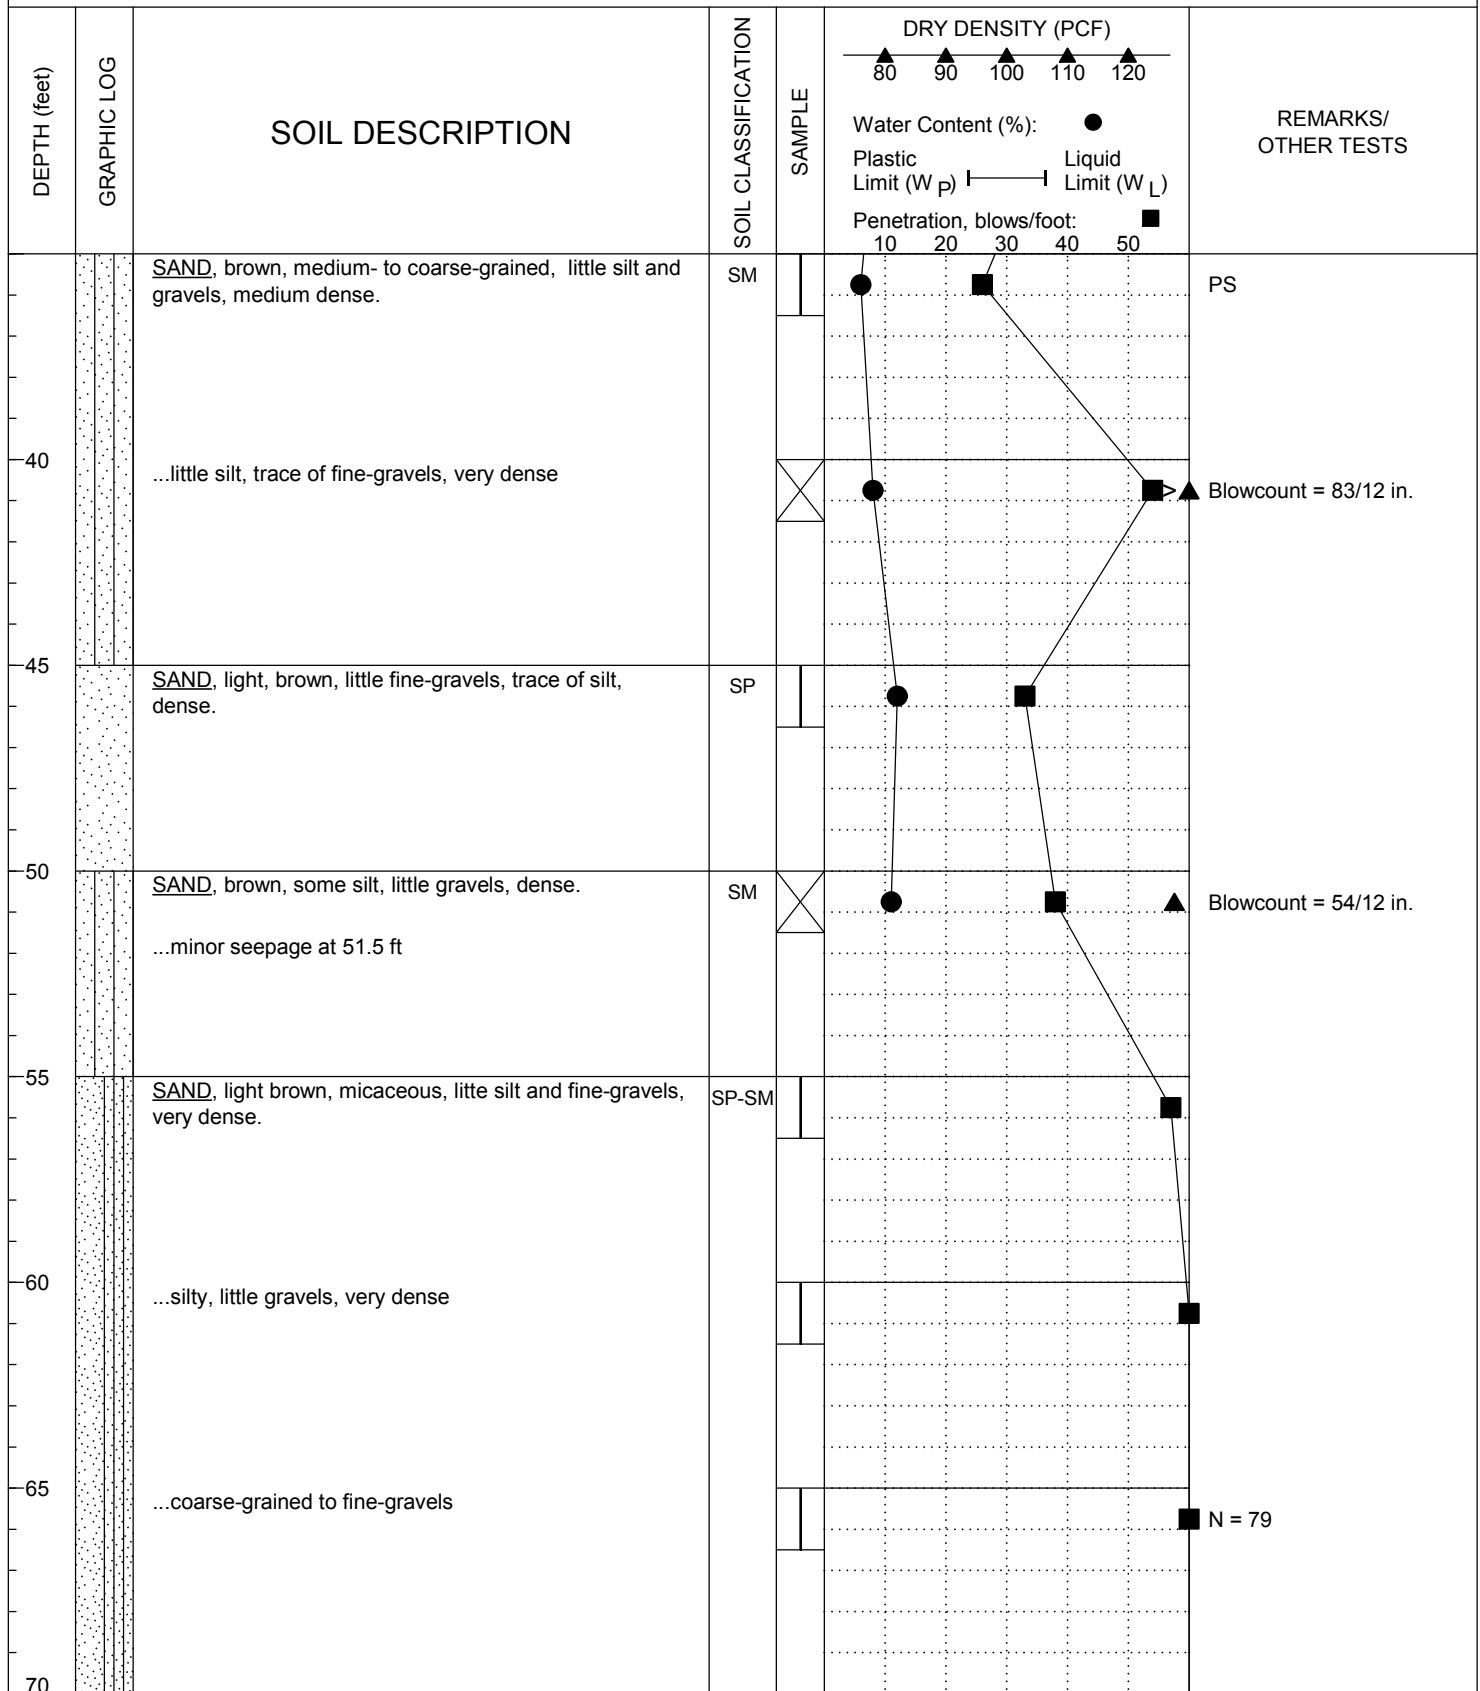 DEPTH (feet)
GRAPHIC LOG
SOIL DESCRIPTION
SOIL CLASSIFICATION
SAMPLE
DRY DENSITY (PCF)
80 90 100 110 120
Water Content (%):
Plastic Limit (W P)
Liquid Limit (W L)
Penetration, blows/foot:
10 20 30 40 50
REMARKS/
OTHER TESTS
SAND, brown, medium- to coarse-grained, little silt and
gravels, medium dense.
SM
PS
40
...little silt, trace of fine-gravels, very dense
>
Blowcount = 83/12 in.
45
SAND, light, brown, little fine-gravels, trace of silt,
dense.
SP
50
SAND, brown, some silt, little gravels, dense.
SM
Blowcount = 54/12 in.
...minor seepage at 51.5 ft
55
SAND, light brown, micaceous, litte silt and fine-gravels,
very dense.
SP-SM
60
...silty, little gravels, very dense
65
...coarse-grained to fine-gravels
N = 79
70